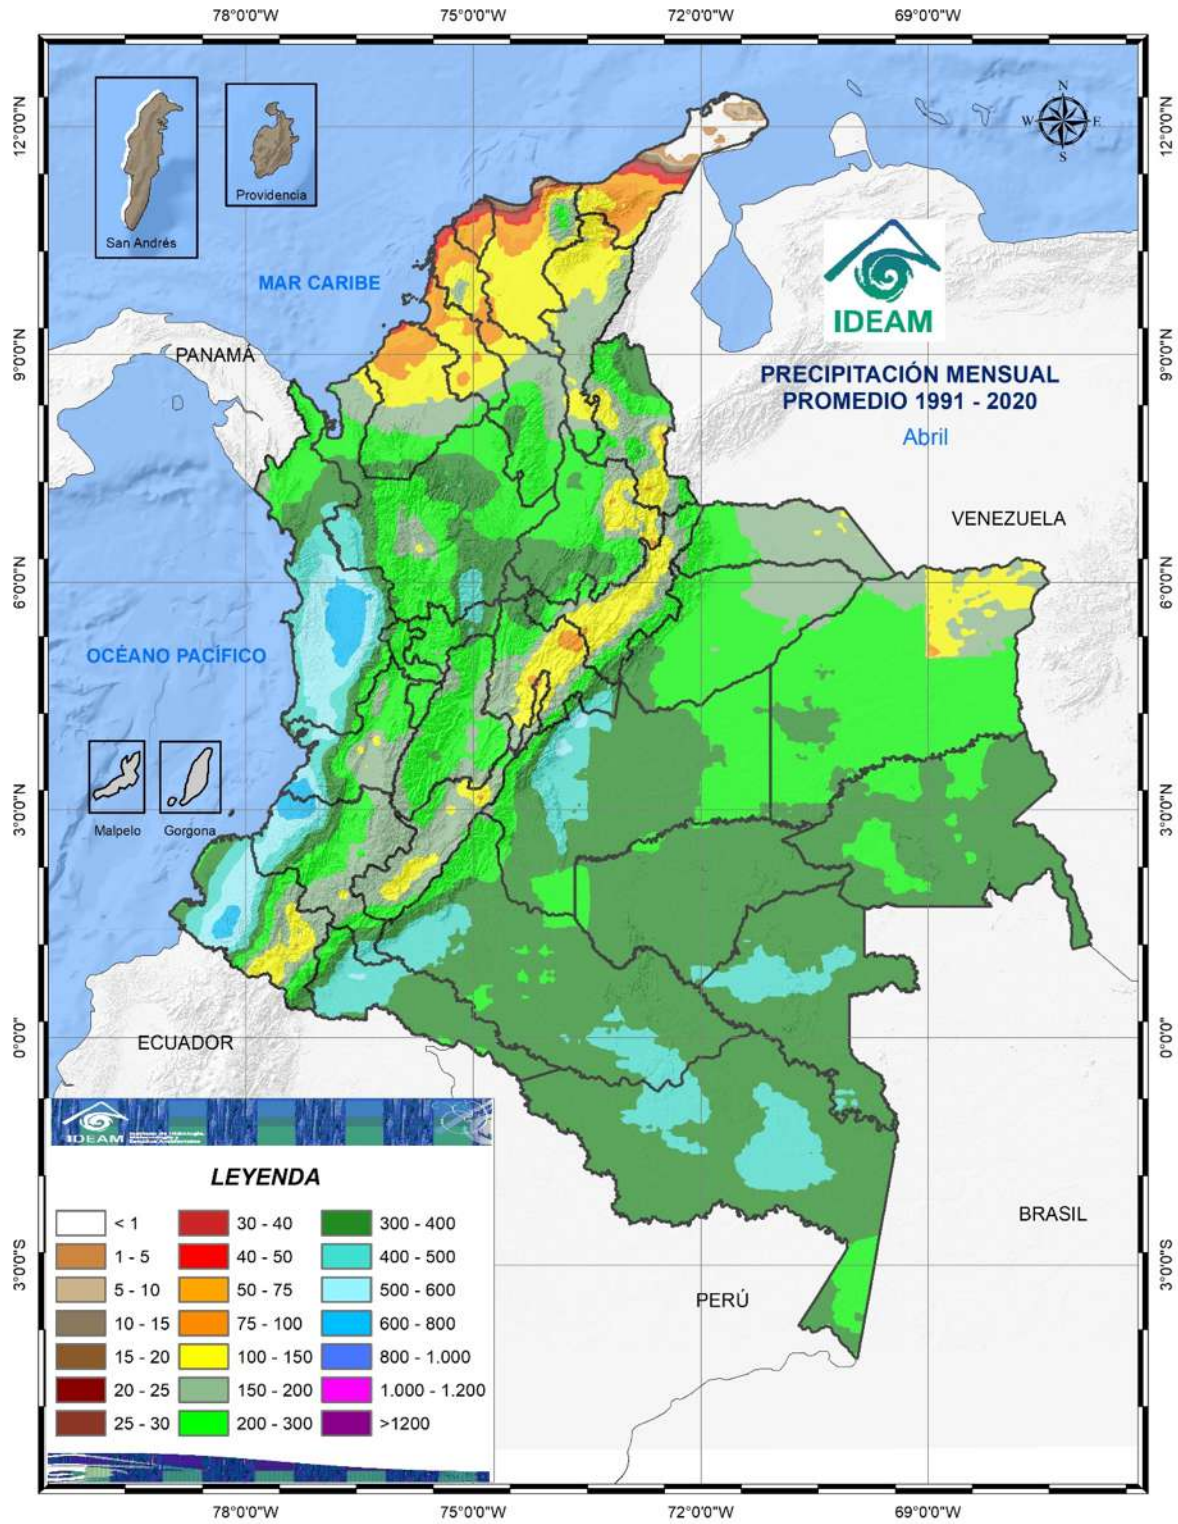 78°0'0"W
75°0'0"W
72°0'0"W
69°0'0"W
12°0'0"N
12°0'0"N
N
W
E
S
San Andrés
Providencia
IDEAM
MAR CARIBE
9°0'0"N
9°0'0"N
PANAMÁ
PRECIPITACIÓN MENSUAL
PROMEDIO 1991 - 2020
Abril
VENEZUELA
6°0'0"N
6°0'0"N
OCÉANO PACÍFICO
Malpelo
Gorgona
3°0'0"N
3°0'0"N
ECUADOR
0°0'0"
0°0'0"
IDEAM
LEYENDA
< 1
30 - 40
300 - 400
1 - 5
40 - 50
400 - 500
5 - 10
50 - 75
500 - 600
10 - 15
75 - 100
600 - 800
15 - 20
100 - 150
800 - 1.000
20 - 25
150 - 200
1.000 - 1.200
25 - 30
200 - 300
>1200
BRASIL
PERÚ
3°0'0"S
3°0'0"S
78°0'0"W
75°0'0"W
72°0'0"W
69°0'0"W